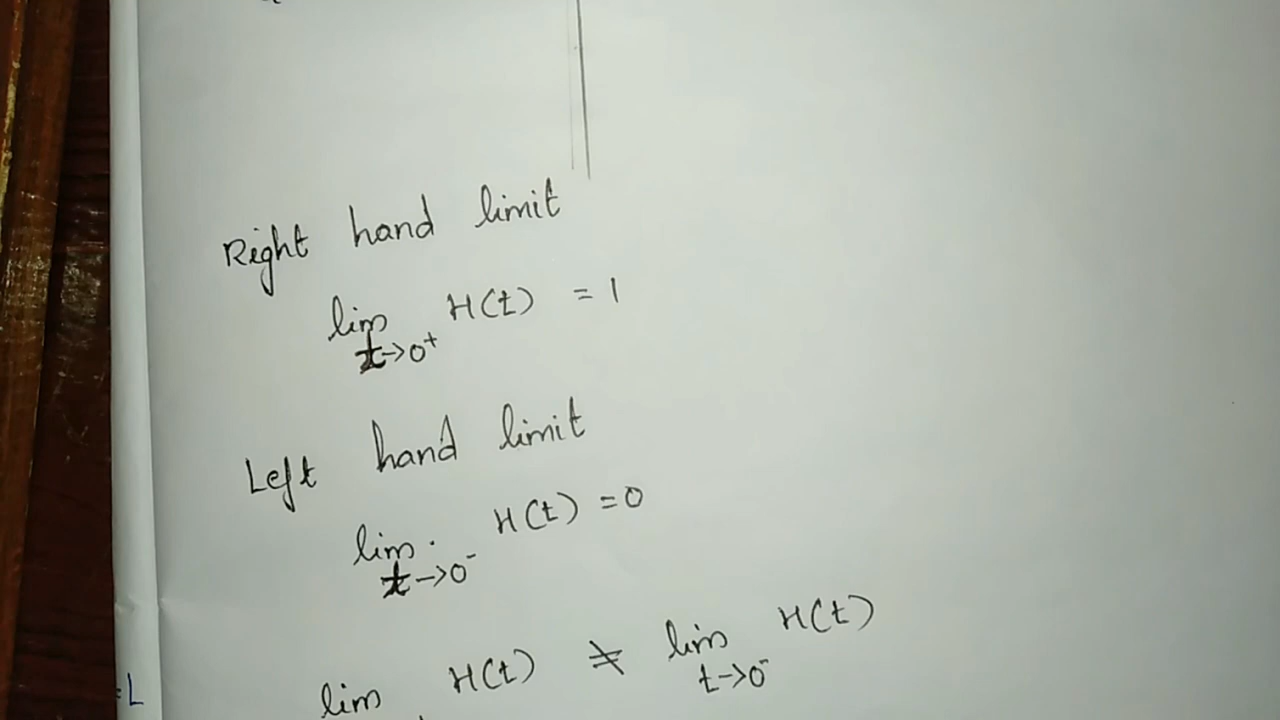 Right hand limit
lim H(t) = 1
t→0⁺
Left hand limit
lim. H(t) = 0
t→0⁻
lim H(t) ≠ lim H(t)
t→0⁻
=L